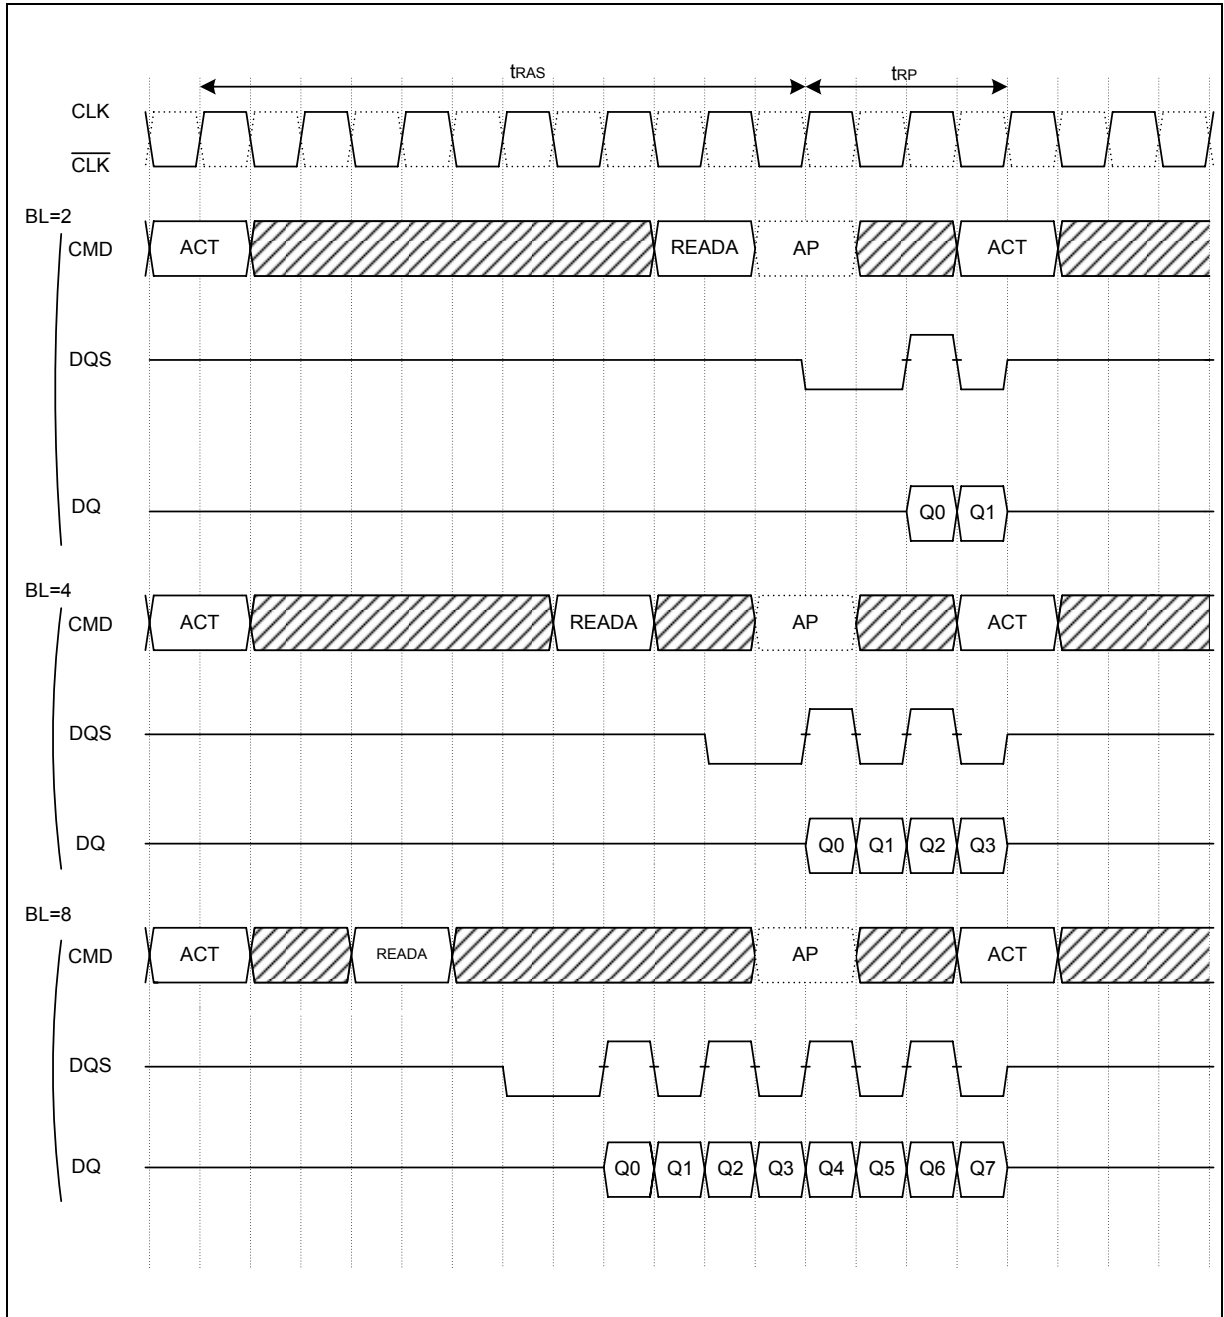 tRAS tRP
CLK
CLK
BL=2
CMD ACT READA AP ACT
DQS
DQ Q0 Q1
BL=4
CMD ACT READA AP ACT
DQS
DQ Q0 Q1 Q2 Q3
BL=8
CMD ACT READA AP ACT
DQS
DQ Q0 Q1 Q2 Q3 Q4 Q5 Q6 Q7